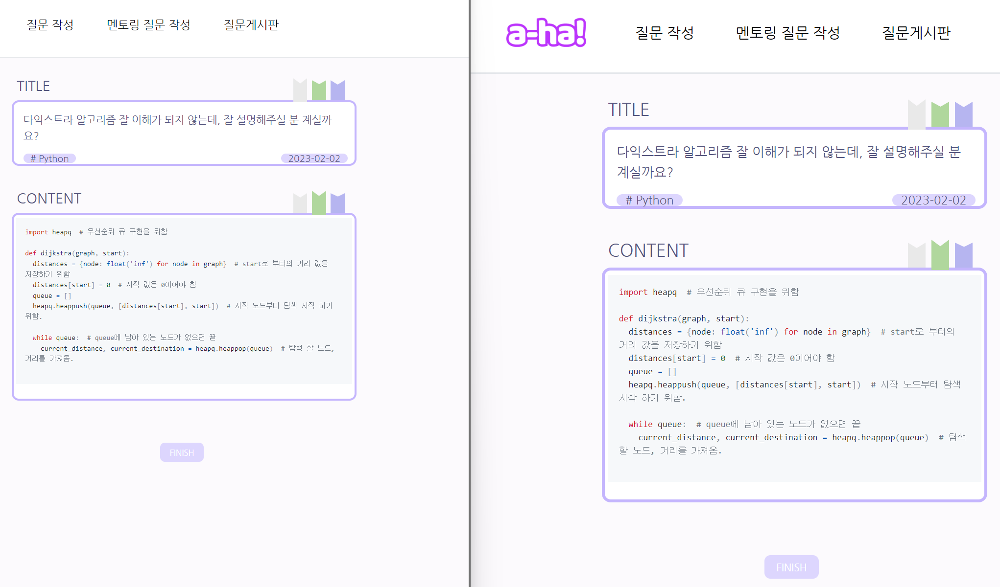 질문 작성 멘토링 질문 작성 질문게시판
TITLE
다익스트라 알고리즘 잘 이해가 되지 않는데, 잘 설명해주실 분 계실까
요?
# Python 2023-02-02
CONTENT
import heapq  # 우선순위 큐 구현을 위함
def dijkstra(graph, start):
  distances = {node: float('inf') for node in graph}  # start로 부터의 거리 값을
저장하기 위함
  distances[start] = 0  # 시작 값은 0이어야 함
  queue = []
  heapq.heappush(queue, [distances[start], start])  # 시작 노드부터 탐색 시작 하기
위함.
  while queue:  # queue에 남아 있는 노드가 없으면 끝
    current_distance, current_destination = heapq.heappop(queue)  # 탐색 할 노드,
거리를 가져옴.
FINISH
a-ha! 질문 작성 멘토링 질문 작성 질문게시판
TITLE
다익스트라 알고리즘 잘 이해가 되지 않는데, 잘 설명해주실 분
계실까요?
# Python 2023-02-02
CONTENT
import heapq  # 우선순위 큐 구현을 위함
def dijkstra(graph, start):
  distances = {node: float('inf') for node in graph}  # start로 부터의
거리 값을 저장하기 위함
  distances[start] = 0  # 시작 값은 0이어야 함
  queue = []
  heapq.heappush(queue, [distances[start], start])  # 시작 노드부터 탐색
시작 하기 위함.
  while queue:  # queue에 남아 있는 노드가 없으면 끝
    current_distance, current_destination = heapq.heappop(queue)  # 탐색
할 노드, 거리를 가져옴.
FINISH